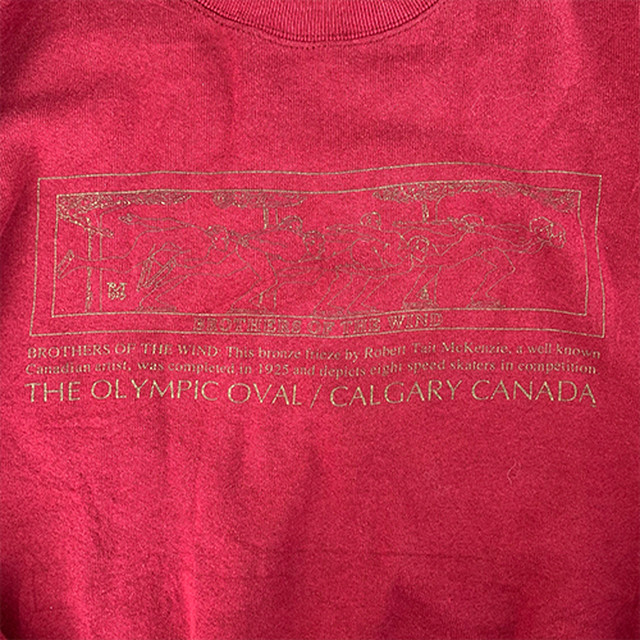 BROTHERS OF THE WIND
BROTHERS OF THE WIND This bronze frieze by Robert Tait McKenzie, a well known
Canadian artist, was completed in 1925 and depicts eight speed skaters in competition
THE OLYMPIC OVAL / CALGARY CANADA